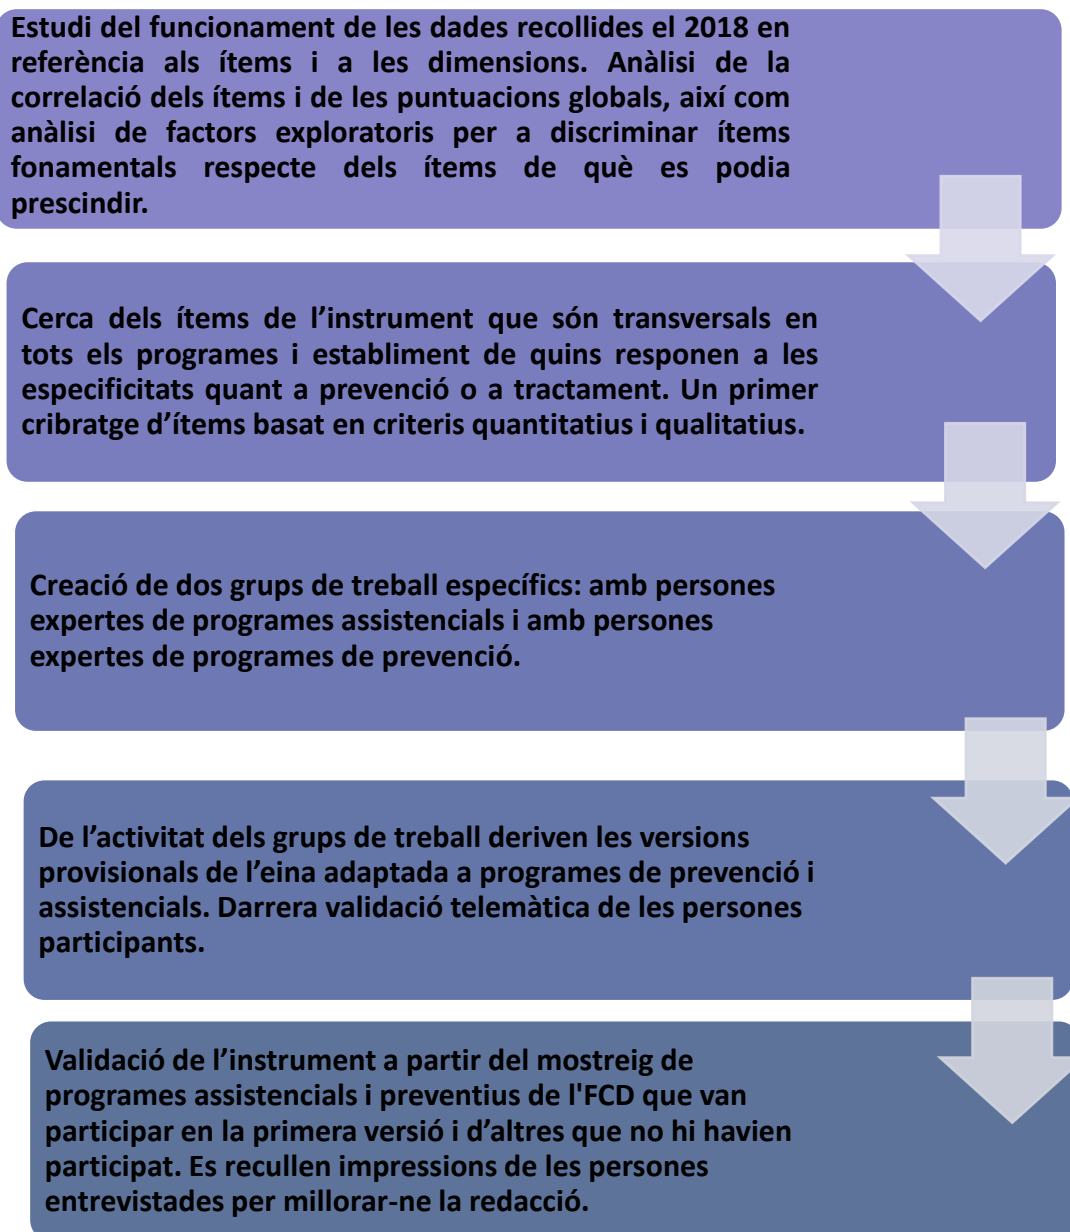 Estudi del funcionament de les dades recollides el 2018 en
referència als ítems i a les dimensions. Anàlisi de la
correlació dels ítems i de les puntuacions globals, així com
anàlisi de factors exploratoris per a discriminar ítems
fonamentals respecte dels ítems de què es podia
prescindir.
Cerca dels ítems de l’instrument que són transversals en
tots els programes i establiment de quins responen a les
especificitats quant a prevenció o a tractament. Un primer
cribratge d’ítems basat en criteris quantitatius i qualitatius.
Creació de dos grups de treball específics: amb persones
expertes de programes assistencials i amb persones
expertes de programes de prevenció.
De l’activitat dels grups de treball deriven les versions
provisionals de l’eina adaptada a programes de prevenció i
assistencials. Darrera validació telemàtica de les persones
participants.
Validació de l’instrument a partir del mostreig de
programes assistencials i preventius de l'FCD que van
participar en la primera versió i d’altres que no hi havien
participat. Es recullen impressions de les persones
entrevistades per millorar-ne la redacció.